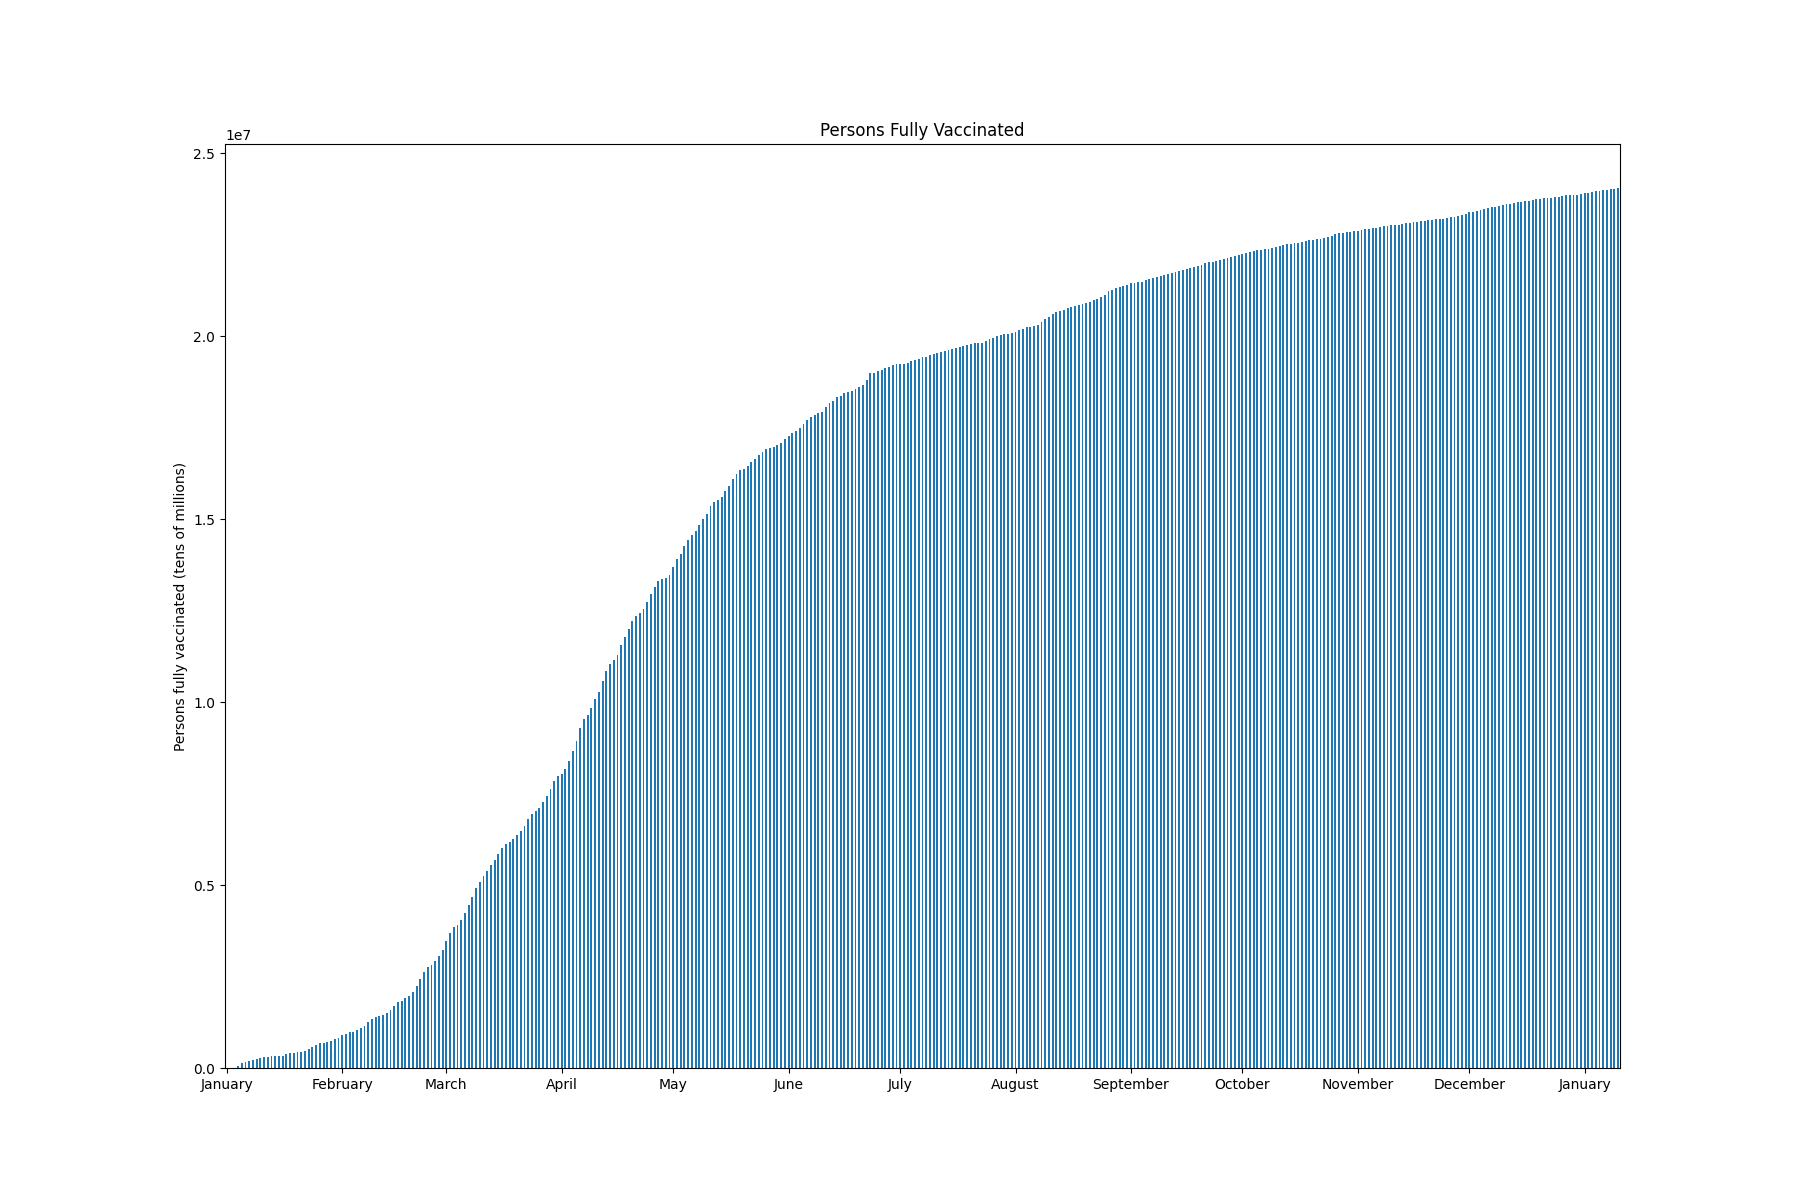 Persons Fully Vaccinated
1e7
2.5
2.0
1.5
1.0
0.5
0.0
Persons fully vaccinated (tens of millions)
January February March April May June July August September October November December January